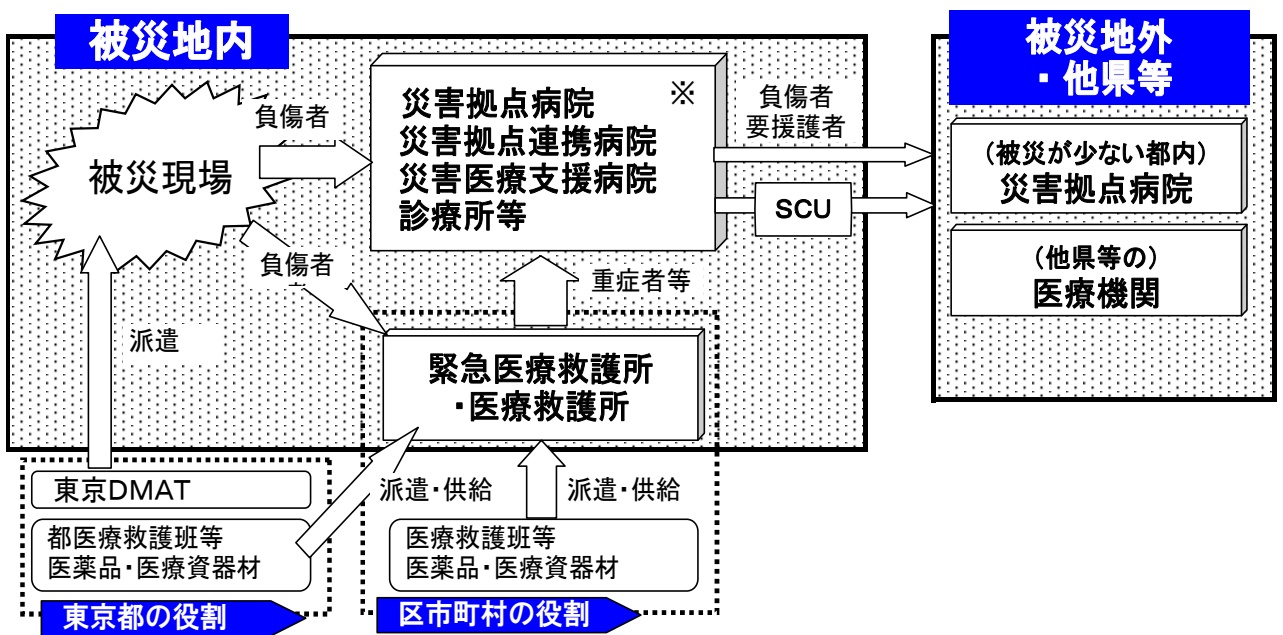 被災地内
被災地外
・他県等
被災現場
負傷者
災害拠点病院
※
災害拠点連携病院
災害医療支援病院
診療所等
負傷者
要援護者
SCU
(被災が少ない都内)
災害拠点病院
(他県等の)
医療機関
負傷者
重症者等
派遣
緊急医療救護所
・医療救護所
派遣・供給
派遣・供給
東京DMAT
都医療救護班等
医薬品・医療資器材
医療救護班等
医薬品・医療資器材
東京都の役割
区市町村の役割